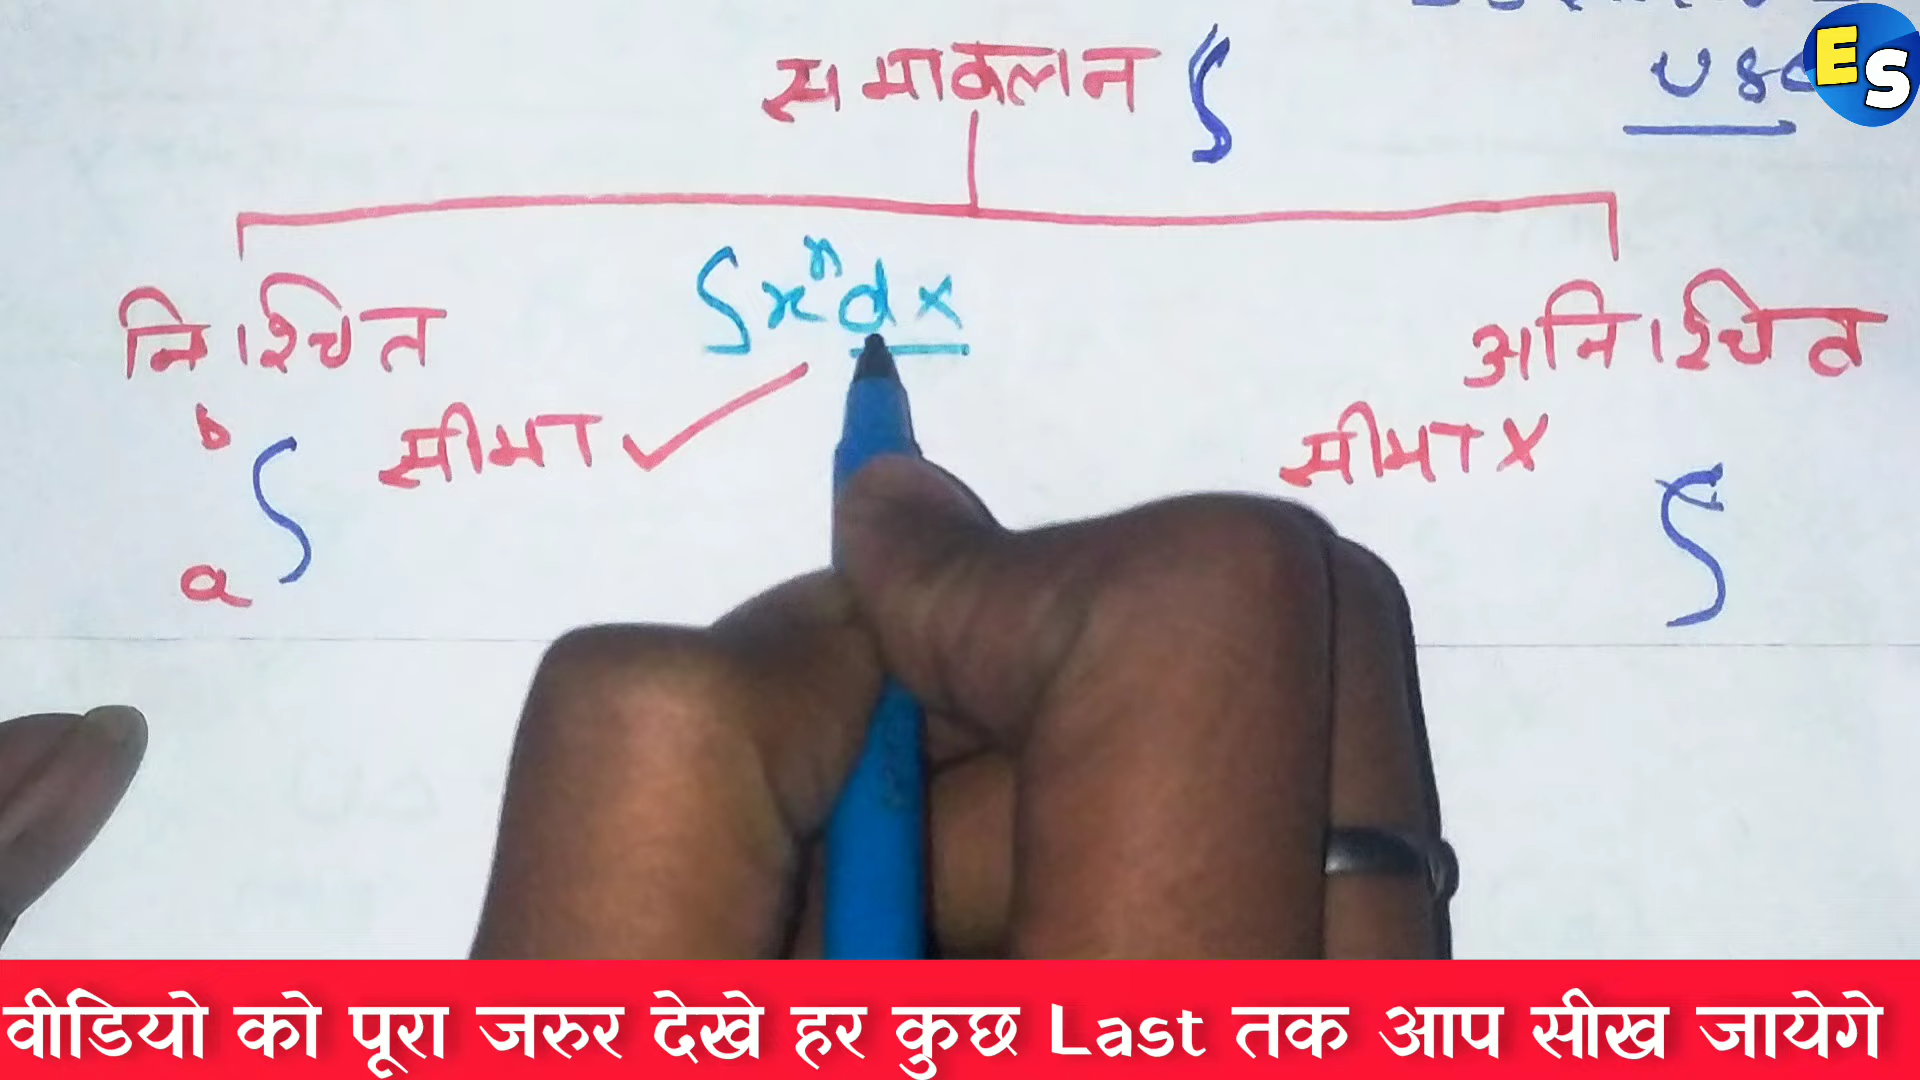 समाकलन ∫
∫xⁿdx
निश्चित
अनिश्चित
b
∫
a
सीमा ✓
सीमा ×
∫
ES
वीडियो को पूरा जरुर देखे हर कुछ Last तक आप सीख जायेगे